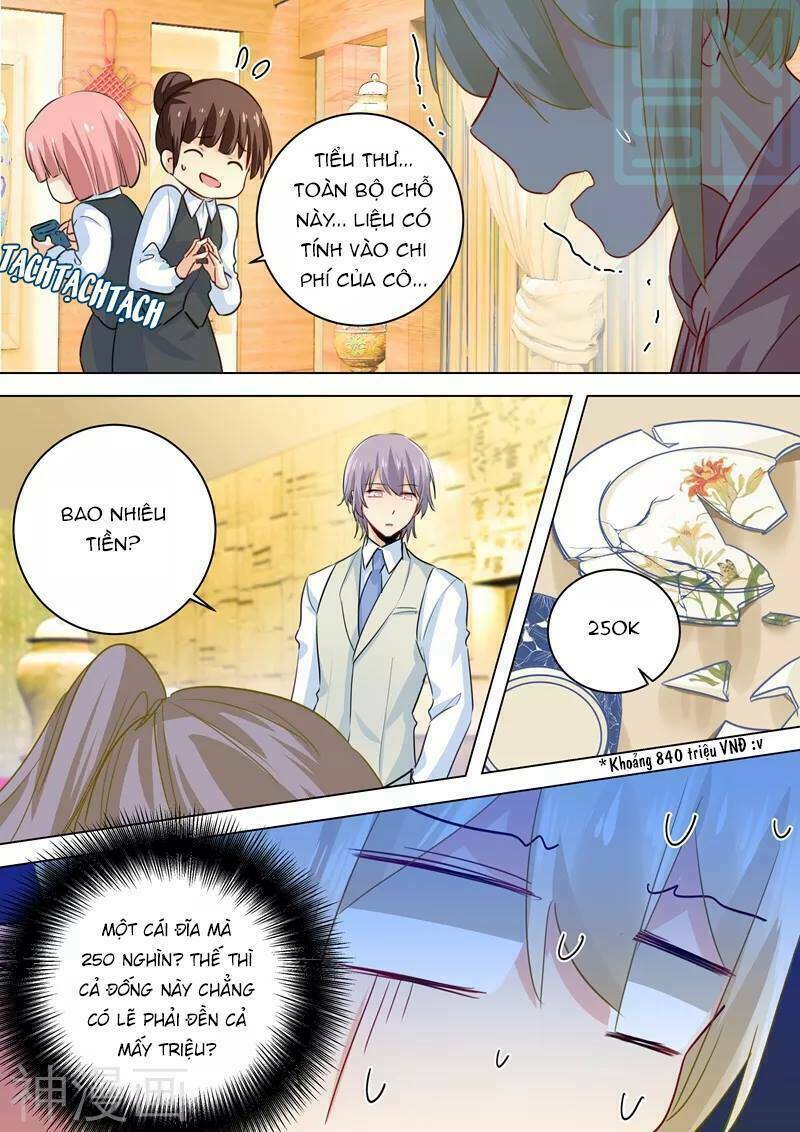 TIỂU THƯ...
TOÀN BỘ CHỖ
NÀY... LIỆU CÓ
TÍNH VÀO CHI
PHÍ CỦA CÔ...
TẠCHTẠCHTẠCH
BAO NHIÊU
TIỀN?
250K
*Khoảng 840 triệu VNĐ :v
MỘT CÁI ĐĨA MÀ
250 NGHÌN? THẾ THÌ
CẢ ĐỐNG NÀY CHẲNG
CÓ LẼ PHẢI ĐỀN CẢ
MẤY TRIỆU?
神漫画